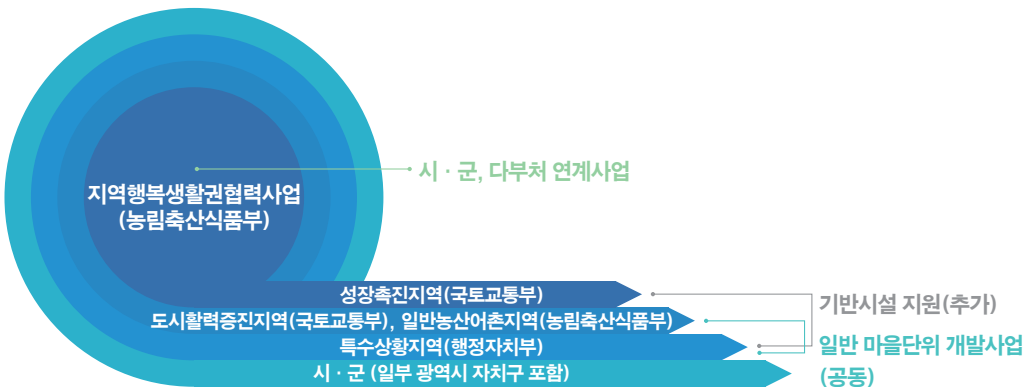 시 · 군, 다부처 연계사업
지역행복생활권협력사업
(농림축산식품부)
성장촉진지역(국토교통부)
도시활력증진지역(국토교통부), 일반농산어촌지역(농림축산식품부)
특수상황지역(행정자치부)
시 · 군 (일부 광역시 자치구 포함)
기반시설 지원(추가)
일반 마을단위 개발사업
(공동)